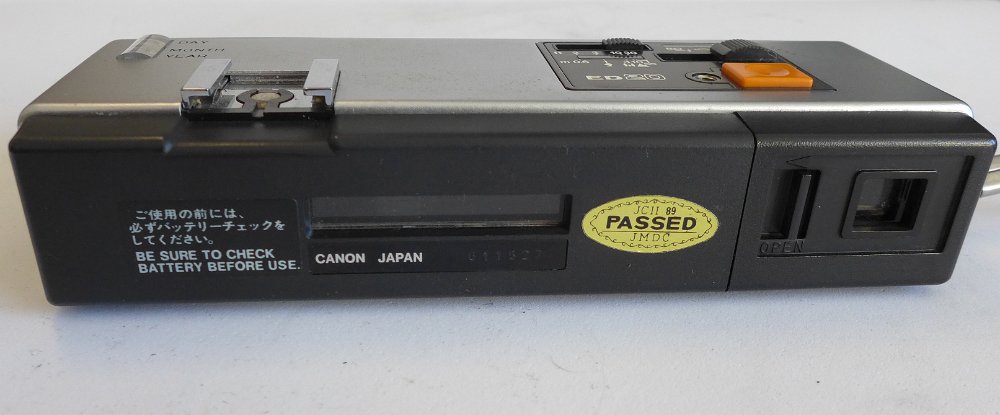 DAY
MONTH
YEAR
ED20
ご使用の前には、
必ずバッテリーチェックを
してください。
BE SURE TO CHECK
BATTERY BEFORE USE.
CANON JAPAN
JCII 89
PASSED
JMDC
OPEN